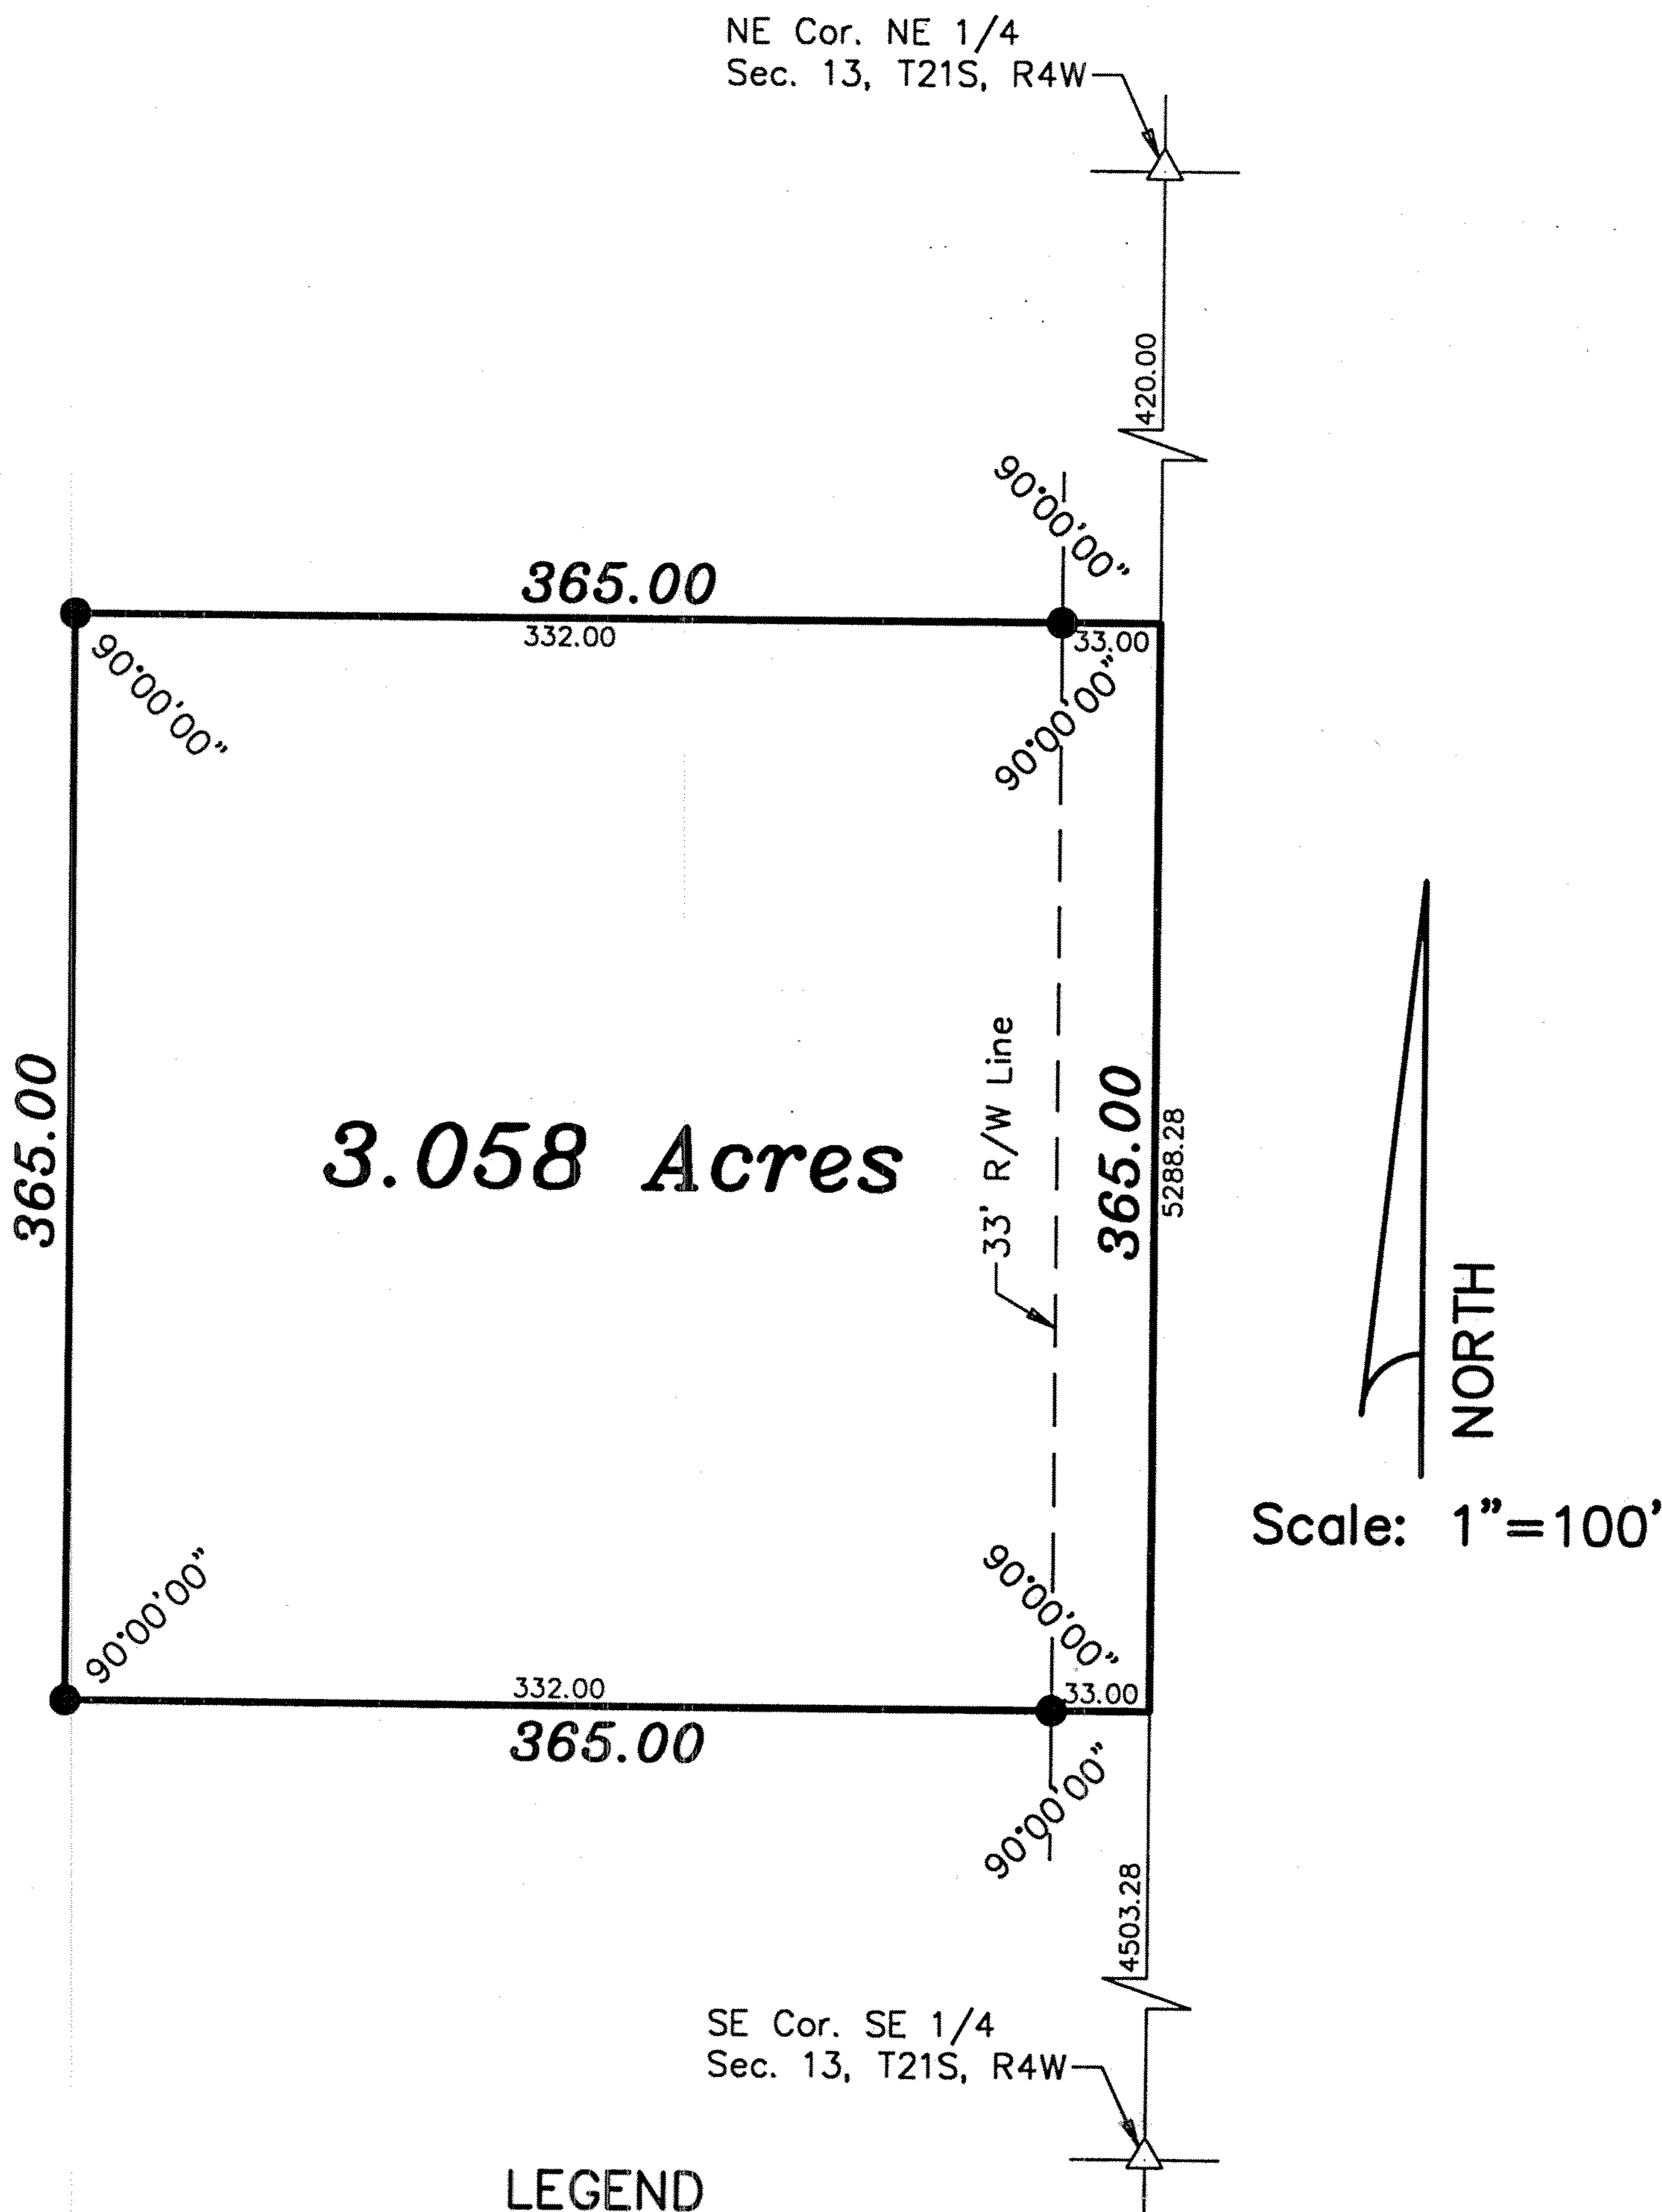 NE Cor. NE 1/4
Sec. 13, T21S, R4W
420.00
90°00'00"
365.00
332.00
33.00
90°00'00"
90°00'00"
33' R/W Line
365.00
3.058 Acres
365.00
5288.28
NORTH
Scale: 1"=100'
90°00'00"
90°00'00"
332.00
33.00
365.00
90°00'00"
4503.28
SE Cor. SE 1/4
Sec. 13, T21S, R4W
LEGEND